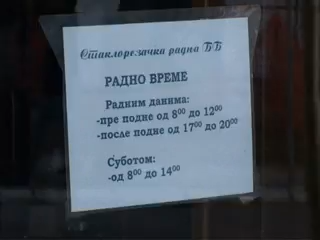 Стаклорезачка радна ББ
РАДНО ВРЕМЕ
Радним данима:
-пре подне од 8⁰⁰ до 12⁰⁰
-после подне од 17⁰⁰ до 20⁰⁰
Суботом:
-од 8⁰⁰ до 14⁰⁰